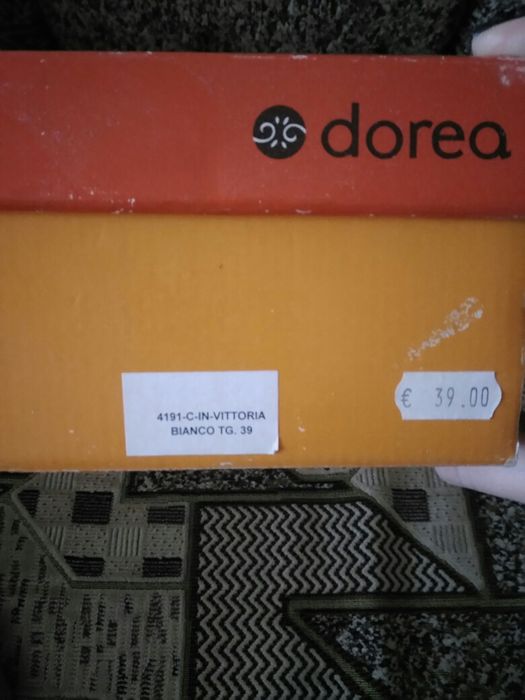 dorea
€ 39.00
4191-C-IN-VITTORIA
BIANCO TG. 39